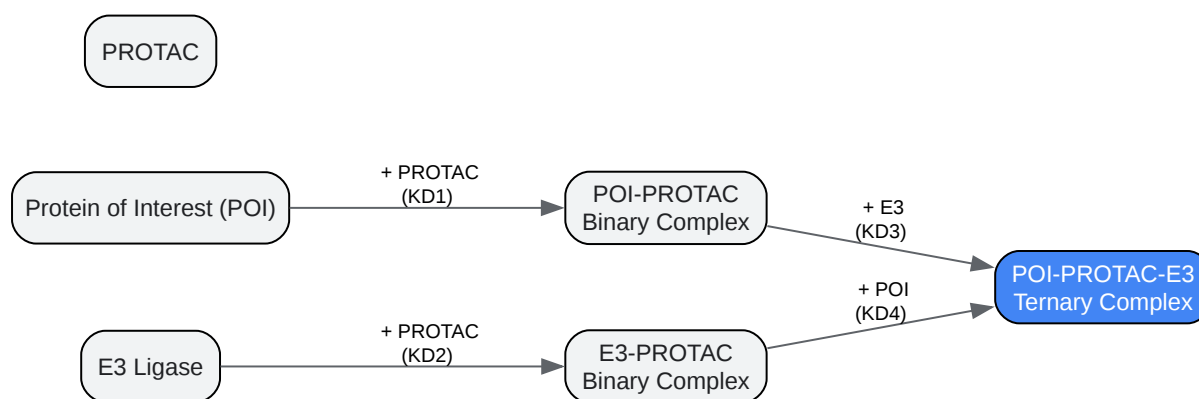 PROTAC
Protein of Interest (POI)
+ PROTAC
(KD1)
POI-PROTAC
Binary Complex
+ E3
(KD3)
POI-PROTAC-E3
Ternary Complex
E3 Ligase
+ PROTAC
(KD2)
E3-PROTAC
Binary Complex
+ POI
(KD4)